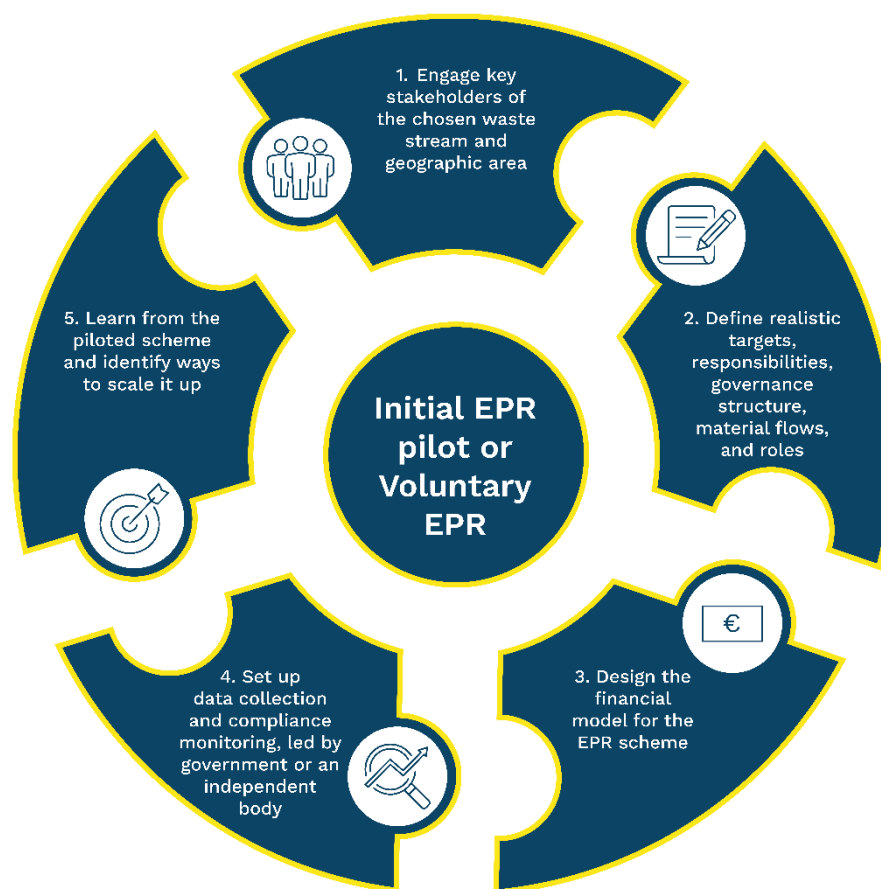 1. Engage key
stakeholders of
the chosen waste
stream and
geographic area
2. Define realistic
targets,
responsibilities,
governance
structure,
material flows,
and roles
3. Design the
financial
model for the
EPR scheme
€
4. Set up
data collection
and compliance
monitoring, led by
government or an
independent
body
5. Learn from the
piloted scheme
and identify ways
to scale it up
Initial EPR
pilot or
Voluntary
EPR